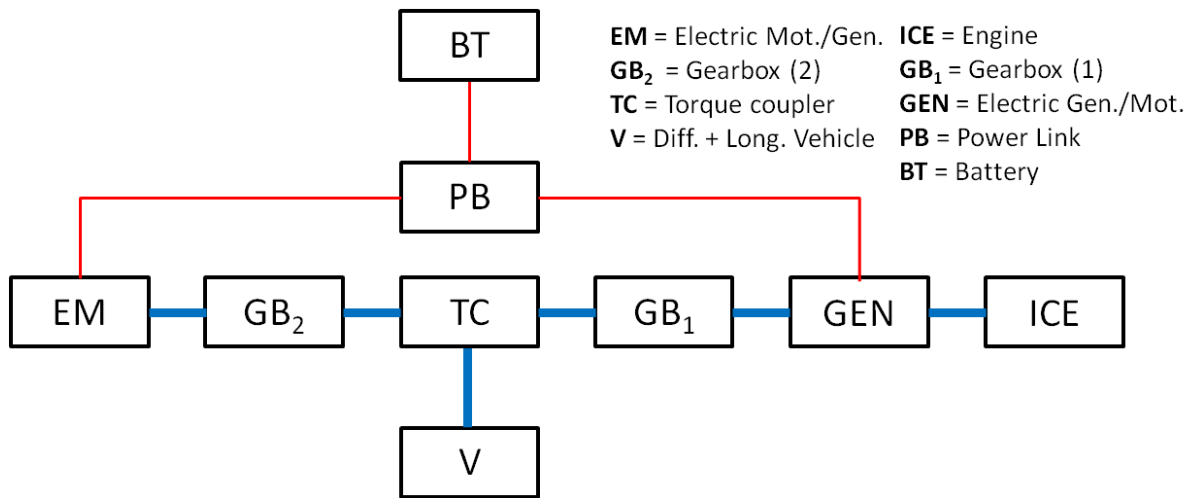 BT
EM = Electric Mot./Gen. ICE = Engine
GB₂ = Gearbox (2) GB₁ = Gearbox (1)
TC = Torque coupler GEN = Electric Gen./Mot.
V = Diff. + Long. Vehicle PB = Power Link
BT = Battery
PB
EM GB₂ TC GB₁ GEN ICE
V